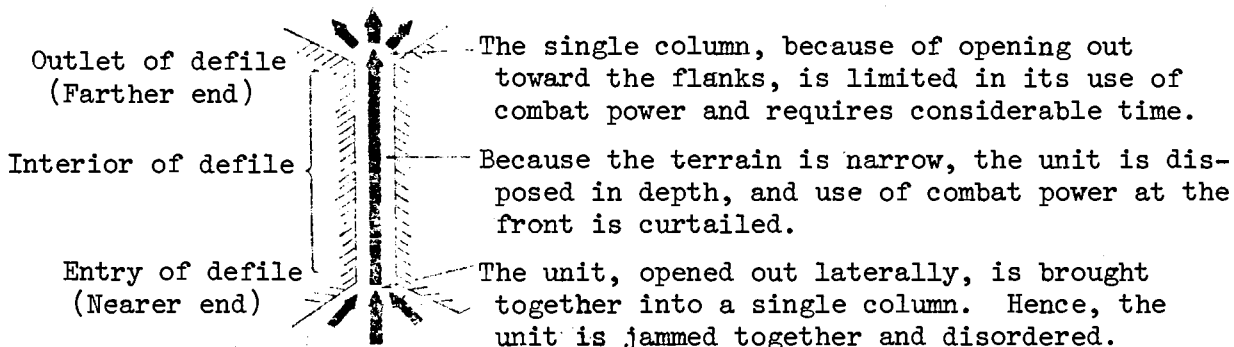 Outlet of defile
(Farther end)
The single column, because of opening out
toward the flanks, is limited in its use of
combat power and requires considerable time.
Interior of defile
Because the terrain is narrow, the unit is dis-
posed in depth, and use of combat power at the
front is curtailed.
Entry of defile
(Nearer end)
The unit, opened out laterally, is brought
together into a single column. Hence, the
unit is jammed together and disordered.